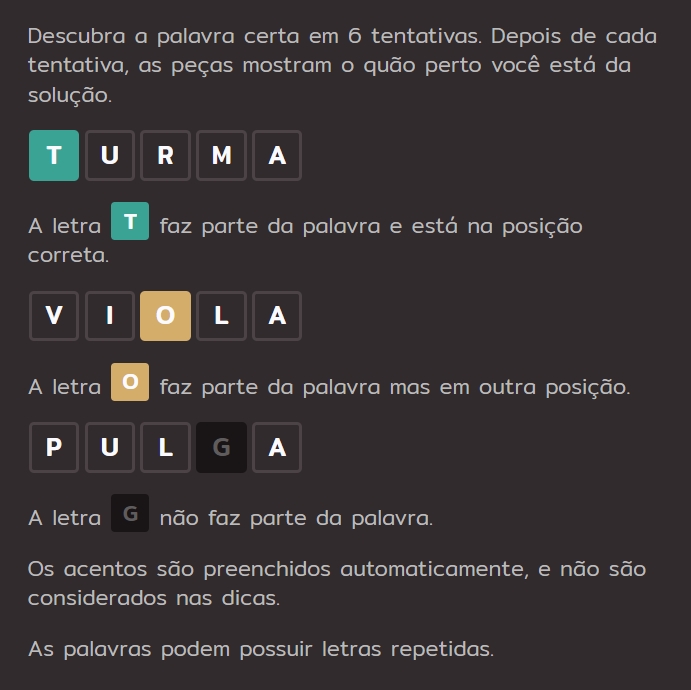 Descubra a palavra certa em 6 tentativas. Depois de cada
tentativa, as peças mostram o quão perto você está da
solução.
T U R M A
A letra T faz parte da palavra e está na posição
correta.
V I O L A
A letra O faz parte da palavra mas em outra posição.
P U L G A
A letra G não faz parte da palavra.
Os acentos são preenchidos automaticamente, e não são
considerados nas dicas.
As palavras podem possuir letras repetidas.